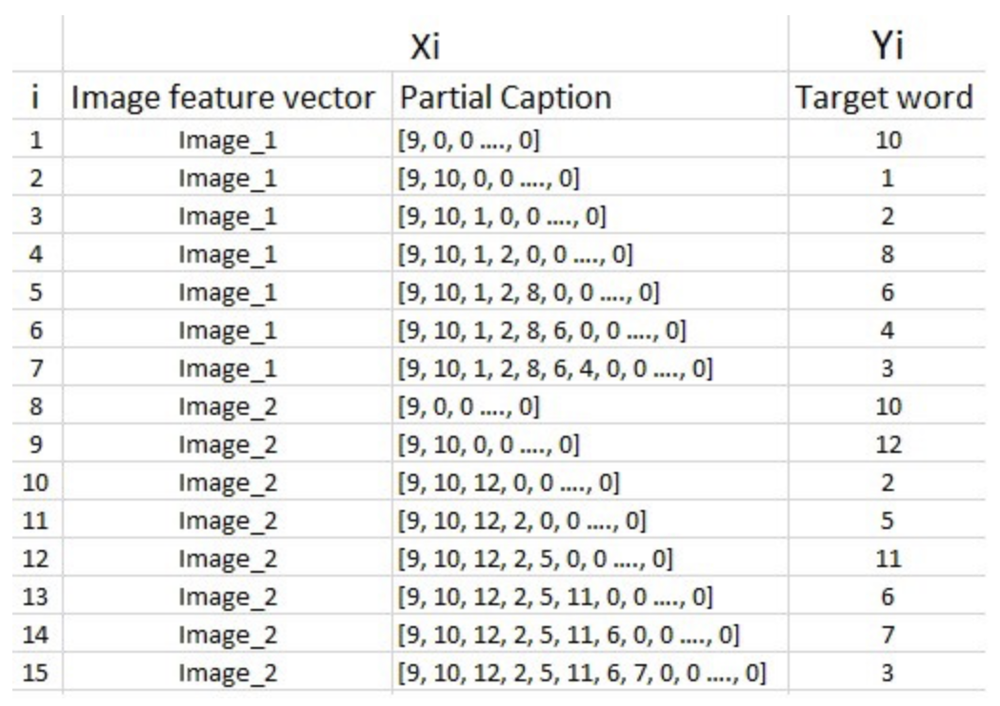 Xi Yi
i Image feature vector Partial Caption Target word
1 Image_1 [9, 0, 0 ...., 0] 10
2 Image_1 [9, 10, 0, 0 ...., 0] 1
3 Image_1 [9, 10, 1, 0, 0 ...., 0] 2
4 Image_1 [9, 10, 1, 2, 0, 0 ...., 0] 8
5 Image_1 [9, 10, 1, 2, 8, 0, 0 ...., 0] 6
6 Image_1 [9, 10, 1, 2, 8, 6, 0, 0 ...., 0] 4
7 Image_1 [9, 10, 1, 2, 8, 6, 4, 0, 0 ...., 0] 3
8 Image_2 [9, 0, 0 ...., 0] 10
9 Image_2 [9, 10, 0, 0 ...., 0] 12
10 Image_2 [9, 10, 12, 0, 0 ...., 0] 2
11 Image_2 [9, 10, 12, 2, 0, 0 ...., 0] 5
12 Image_2 [9, 10, 12, 2, 5, 0, 0 ...., 0] 11
13 Image_2 [9, 10, 12, 2, 5, 11, 0, 0 ...., 0] 6
14 Image_2 [9, 10, 12, 2, 5, 11, 6, 0, 0 ...., 0] 7
15 Image_2 [9, 10, 12, 2, 5, 11, 6, 7, 0, 0 ...., 0] 3